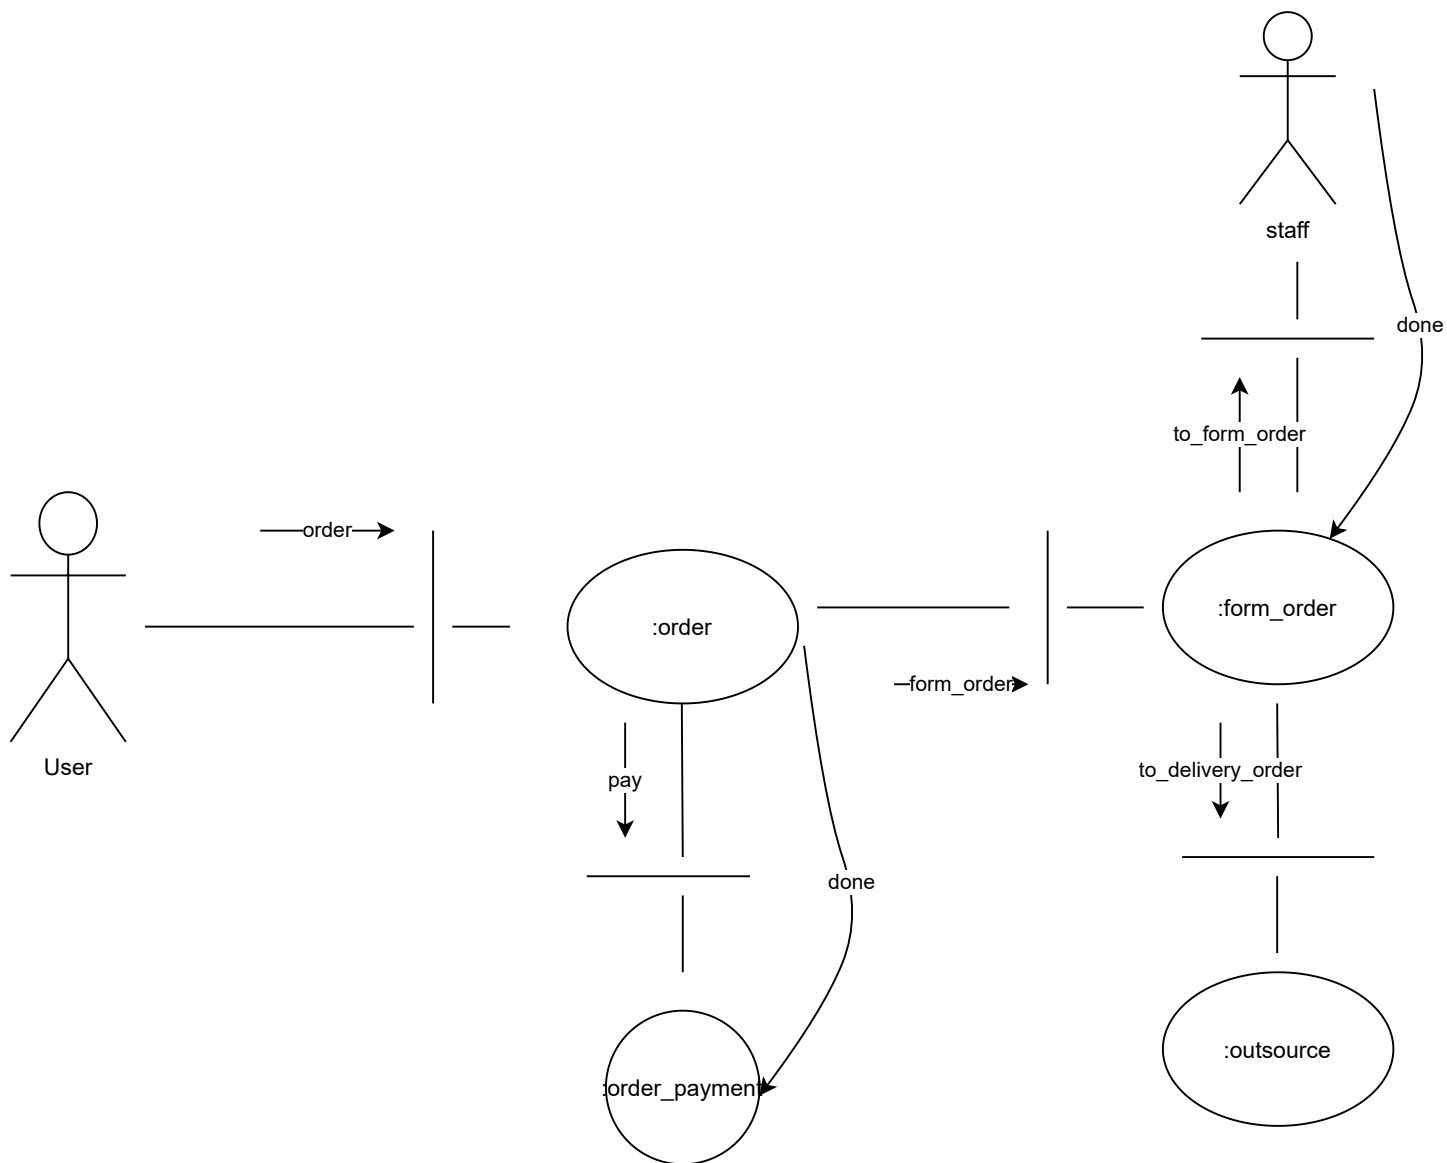 staff
done
to_form_order
order
:order
:form_order
form_order
User
pay
to_delivery_order
done
:outsource
:order_payment